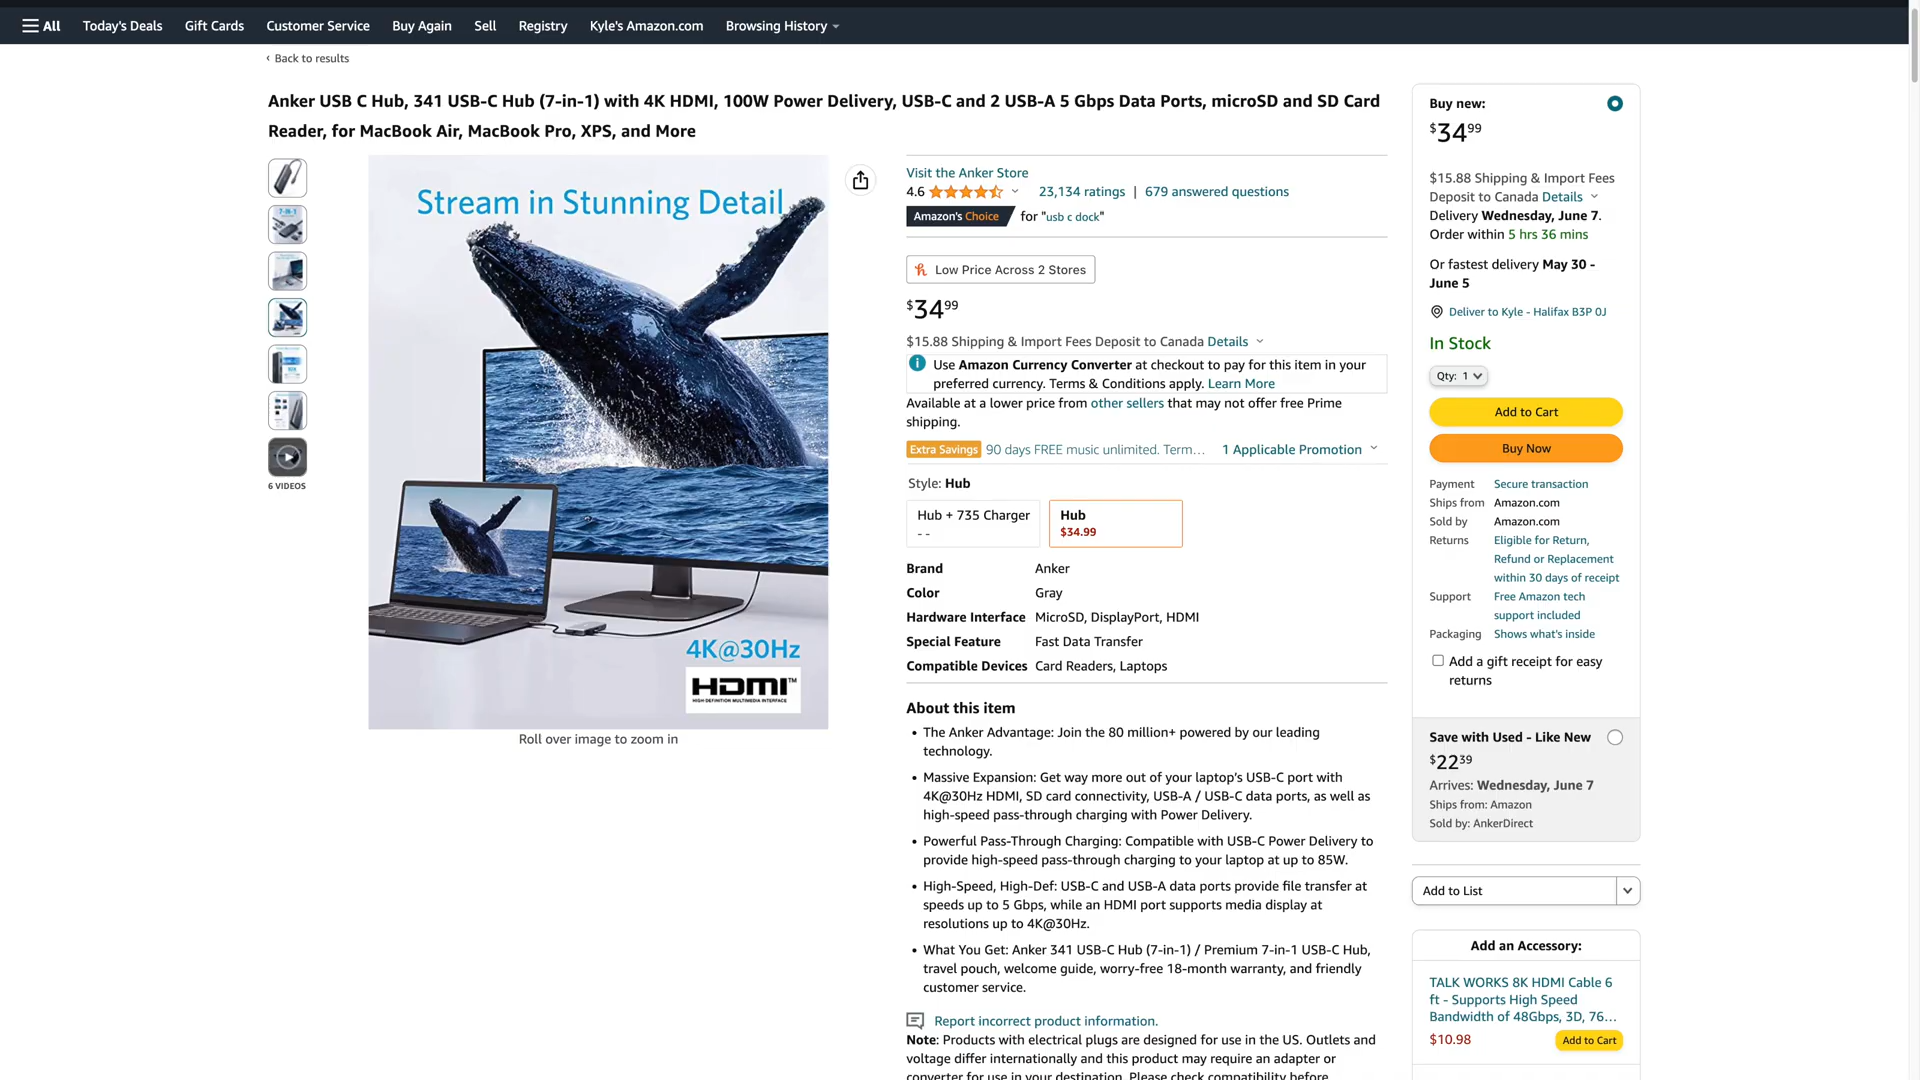 All
Today's Deals
Gift Cards
Customer Service
Buy Again
Sell
Registry
Kyle's Amazon.com
Browsing History
‹ Back to results
Anker USB C Hub, 341 USB-C Hub (7-in-1) with 4K HDMI, 100W Power Delivery, USB-C and 2 USB-A 5 Gbps Data Ports, microSD and SD Card
Reader, for MacBook Air, MacBook Pro, XPS, and More
7-IN-1
6 VIDEOS
Stream in Stunning Detail
4K@30Hz
HDMI™
HIGH-DEFINITION MULTIMEDIA INTERFACE
Roll over image to zoom in
Visit the Anker Store
4.6
23,134 ratings | 679 answered questions
Amazon's Choice for "usb c dock"
Low Price Across 2 Stores
$34 99
$15.88 Shipping & Import Fees Deposit to Canada Details
Use Amazon Currency Converter at checkout to pay for this item in your
preferred currency. Terms & Conditions apply. Learn More
Available at a lower price from other sellers that may not offer free Prime
shipping.
Extra Savings 90 days FREE music unlimited. Term... 1 Applicable Promotion
Style: Hub
Hub + 735 Charger
- -
Hub
$34.99
Brand Anker
Color Gray
Hardware Interface MicroSD, DisplayPort, HDMI
Special Feature Fast Data Transfer
Compatible Devices Card Readers, Laptops
About this item
• The Anker Advantage: Join the 80 million+ powered by our leading
technology.
• Massive Expansion: Get way more out of your laptop's USB-C port with
4K@30Hz HDMI, SD card connectivity, USB-A / USB-C data ports, as well as
high-speed pass-through charging with Power Delivery.
• Powerful Pass-Through Charging: Compatible with USB-C Power Delivery to
provide high-speed pass-through charging to your laptop at up to 85W.
• High-Speed, High-Def: USB-C and USB-A data ports provide file transfer at
speeds up to 5 Gbps, while an HDMI port supports media display at
resolutions up to 4K@30Hz.
• What You Get: Anker 341 USB-C Hub (7-in-1) / Premium 7-in-1 USB-C Hub,
travel pouch, welcome guide, worry-free 18-month warranty, and friendly
customer service.
Report incorrect product information.
Note: Products with electrical plugs are designed for use in the US. Outlets and
voltage differ internationally and this product may require an adapter or
converter for use in your destination. Please check compatibility before
Buy new:
$34 99
$15.88 Shipping & Import Fees
Deposit to Canada Details
Delivery Wednesday, June 7.
Order within 5 hrs 36 mins
Or fastest delivery May 30 -
June 5
Deliver to Kyle - Halifax B3P 0J
In Stock
Qty: 1
Add to Cart
Buy Now
Payment Secure transaction
Ships from Amazon.com
Sold by Amazon.com
Returns Eligible for Return,
Refund or Replacement
within 30 days of receipt
Support Free Amazon tech
support included
Packaging Shows what's inside
Add a gift receipt for easy
returns
Save with Used - Like New
$22 39
Arrives: Wednesday, June 7
Ships from: Amazon
Sold by: AnkerDirect
Add to List
Add an Accessory:
TALK WORKS 8K HDMI Cable 6
ft - Supports High Speed
Bandwidth of 48Gbps, 3D, 76...
$10.98
Add to Cart